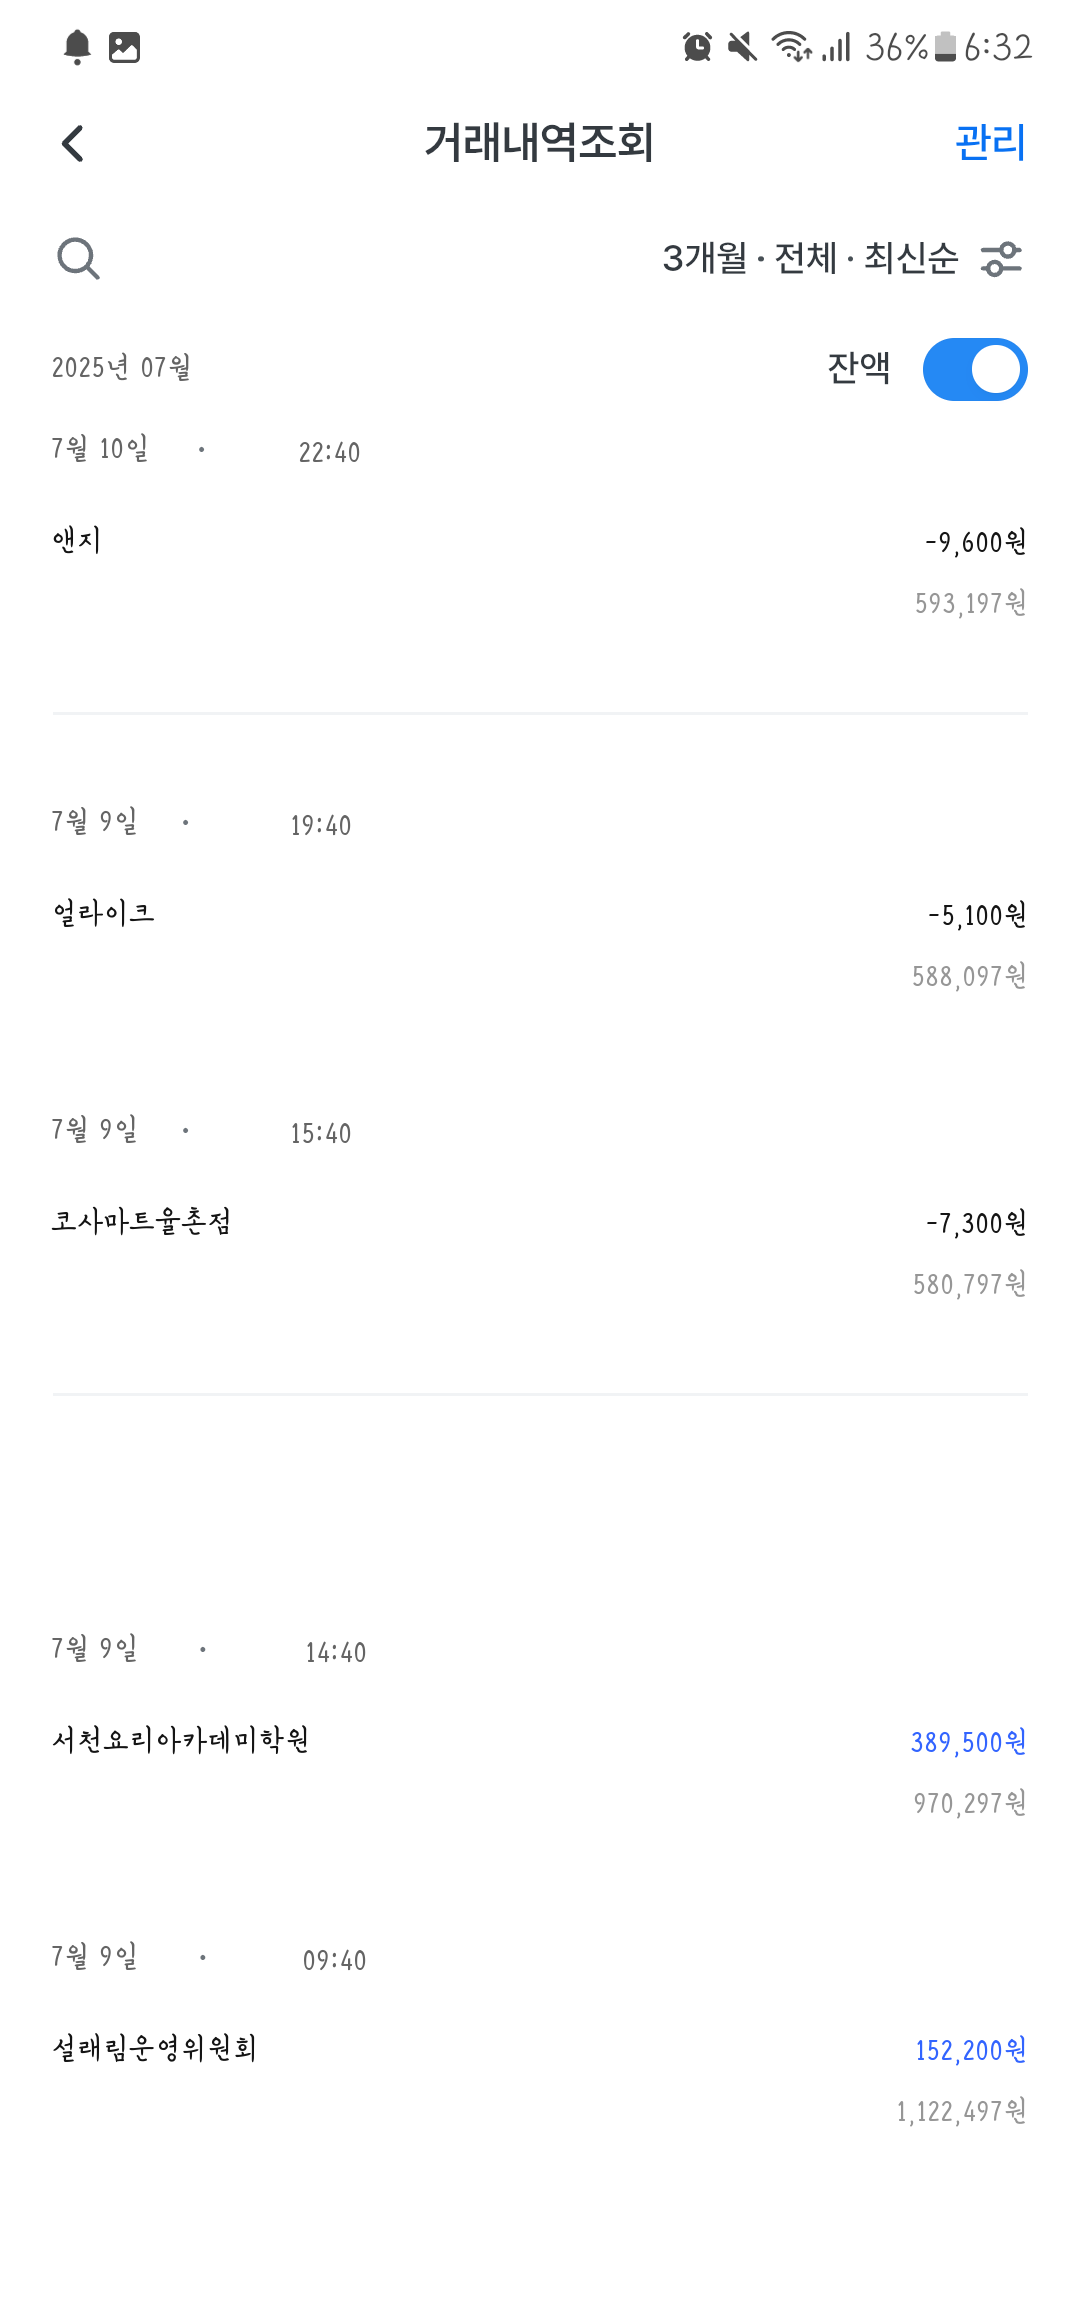 36% 6:32
거래내역조회 관리
3개월 · 전체 · 최신순
2025년 07월 잔액
7월 10일 · 22:40
앤지 -9,600원
593,197원
7월 9일 · 19:40
얼라이크 -5,100원
588,097원
7월 9일 · 15:40
코사마트율촌점 -7,300원
580,797원
7월 9일 · 14:40
서천요리아카데미학원 389,500원
970,297원
7월 9일 · 09:40
설래림운영위원회 152,200원
1,122,497원